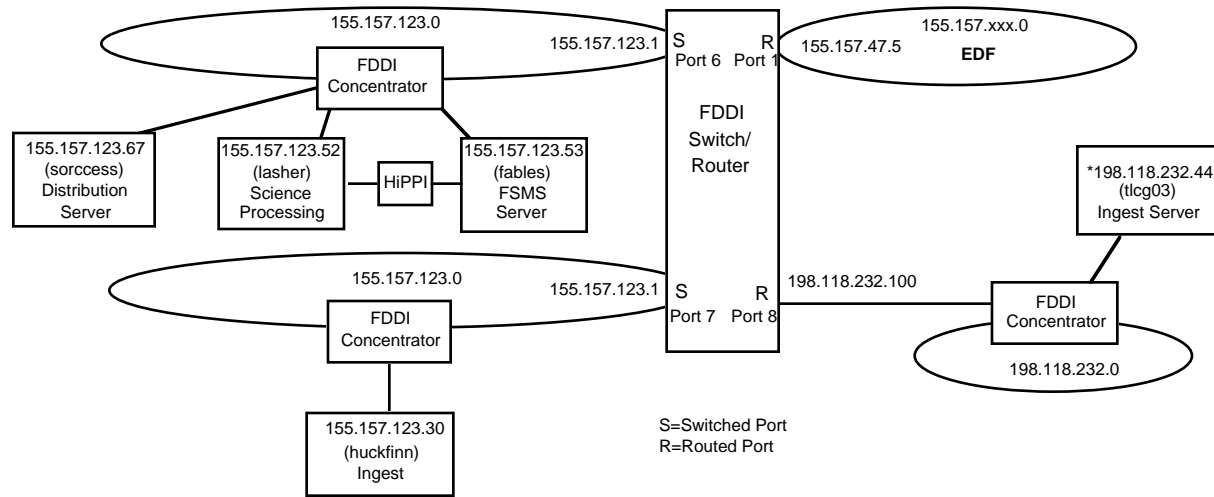 155.157.123.0
155.157.123.1
S
Port 6
R
Port 1
155.157.xxx.0
155.157.47.5
EDF
FDDI
Concentrator
FDDI
Switch/
Router
155.157.123.67
(sorccess)
Distribution
Server
155.157.123.52
(lasher)
Science
Processing
HiPPI
155.157.123.53
(fables)
FSMS
Server
*198.118.232.44
(tlcg03)
Ingest Server
155.157.123.0
155.157.123.1
S
Port 7
R
Port 8
198.118.232.100
FDDI
Concentrator
FDDI
Concentrator
198.118.232.0
155.157.123.30
(huckfinn)
Ingest
S=Switched Port
R=Routed Port